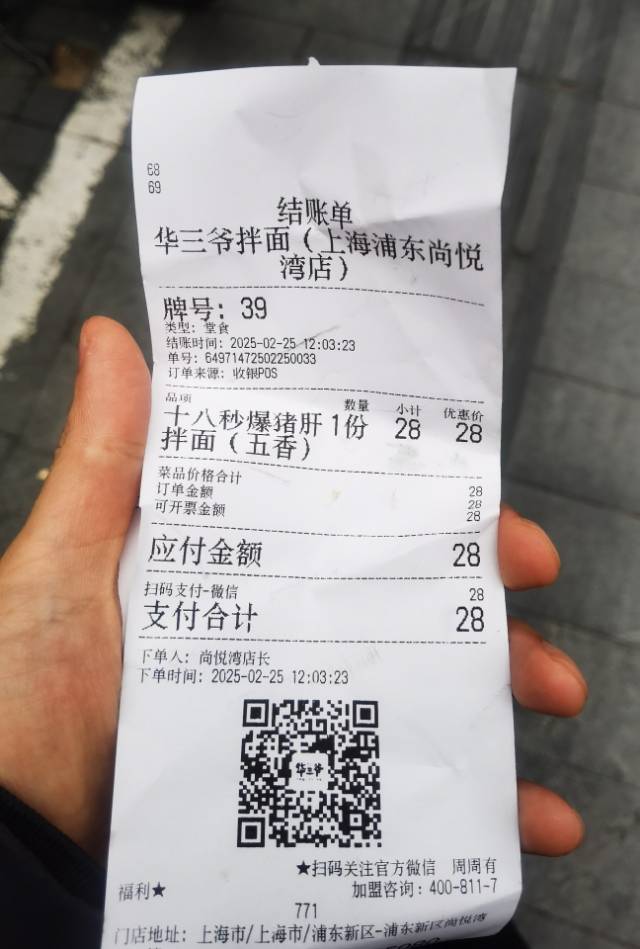 68
69
结账单
华三爷拌面（上海浦东尚悦
湾店）
牌号: 39
类型: 堂食
结账时间: 2025-02-25 12:03:23
单号: 64971472502250033
订单来源: 收银POS
品项 数量 小计 优惠价
十八秒爆猪肝 1份 28 28
拌面（五香）
菜品价格合计 28
订单金额 28
可开票金额 28
应付金额 28
扫码支付-微信 28
支付合计 28
下单人: 尚悦湾店长
下单时间: 2025-02-25 12:03:23
华三爷
★扫码关注官方微信 周周有
福利★ 加盟咨询: 400-811-7
771
门店地址: 上海市/上海市/浦东新区-浦东新区尚悦湾